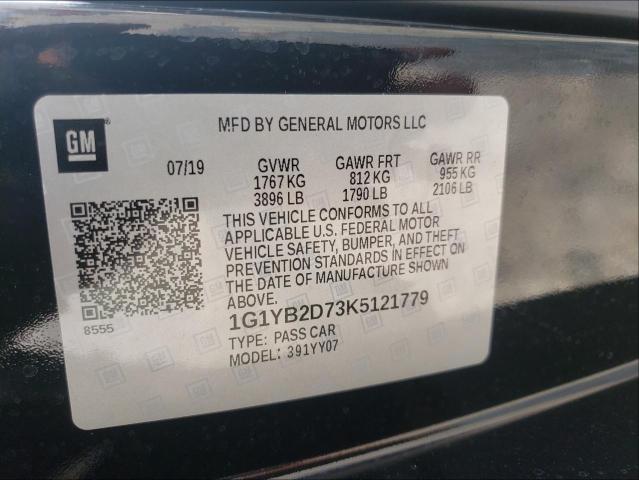 GM
MFD BY GENERAL MOTORS LLC
07/19 GVWR GAWR FRT GAWR RR
1767 KG 812 KG 955 KG
3896 LB 1790 LB 2106 LB
THIS VEHICLE CONFORMS TO ALL
APPLICABLE U.S. FEDERAL MOTOR
VEHICLE SAFETY, BUMPER, AND THEFT
PREVENTION STANDARDS IN EFFECT ON
THE DATE OF MANUFACTURE SHOWN
ABOVE.
8555
1G1YB2D73K5121779
TYPE: PASS CAR
MODEL: 391YY07